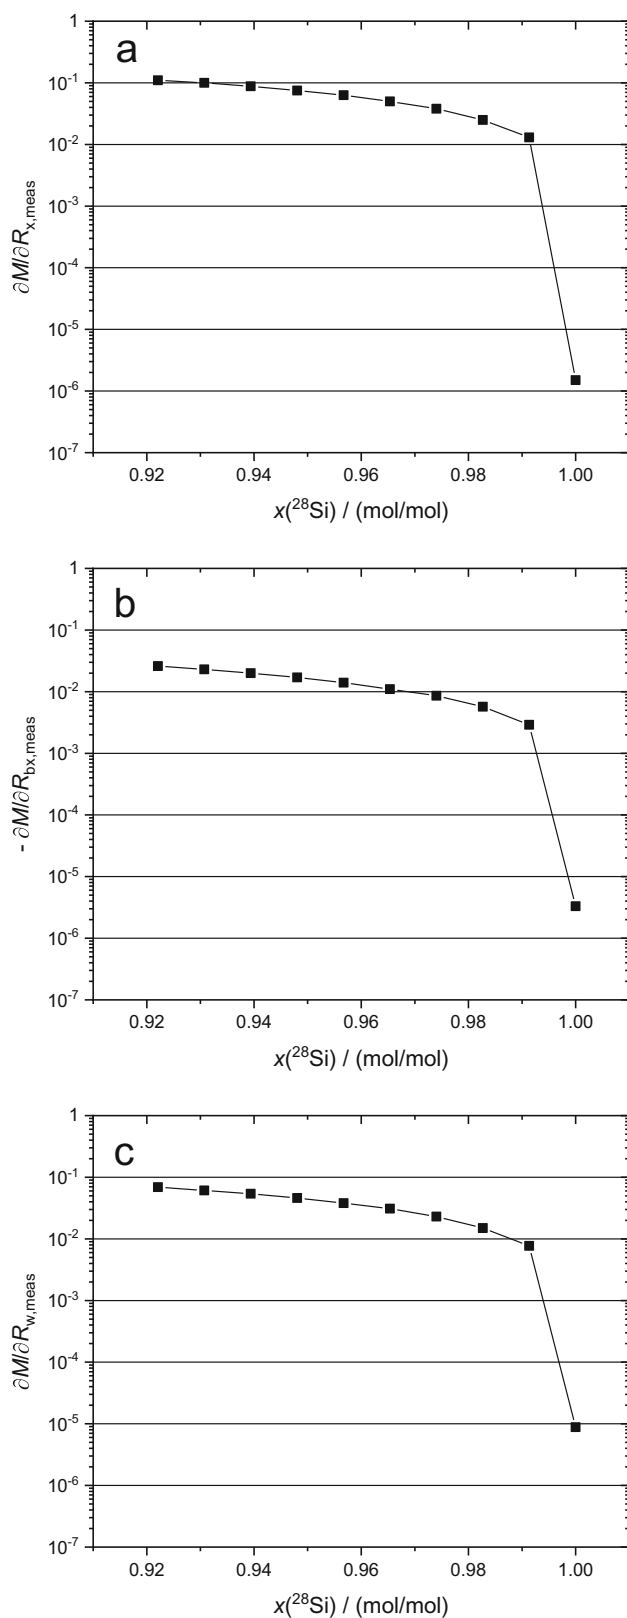 a
1
10⁻¹
10⁻²
10⁻³
10⁻⁴
10⁻⁵
10⁻⁶
10⁻⁷
∂M/∂Rx,meas
0.92 0.94 0.96 0.98 1.00
x(²⁸Si) / (mol/mol)
b
1
10⁻¹
10⁻²
10⁻³
10⁻⁴
10⁻⁵
10⁻⁶
10⁻⁷
- ∂M/∂Rbx,meas
0.92 0.94 0.96 0.98 1.00
x(²⁸Si) / (mol/mol)
c
1
10⁻¹
10⁻²
10⁻³
10⁻⁴
10⁻⁵
10⁻⁶
10⁻⁷
∂M/∂Rw,meas
0.92 0.94 0.96 0.98 1.00
x(²⁸Si) / (mol/mol)